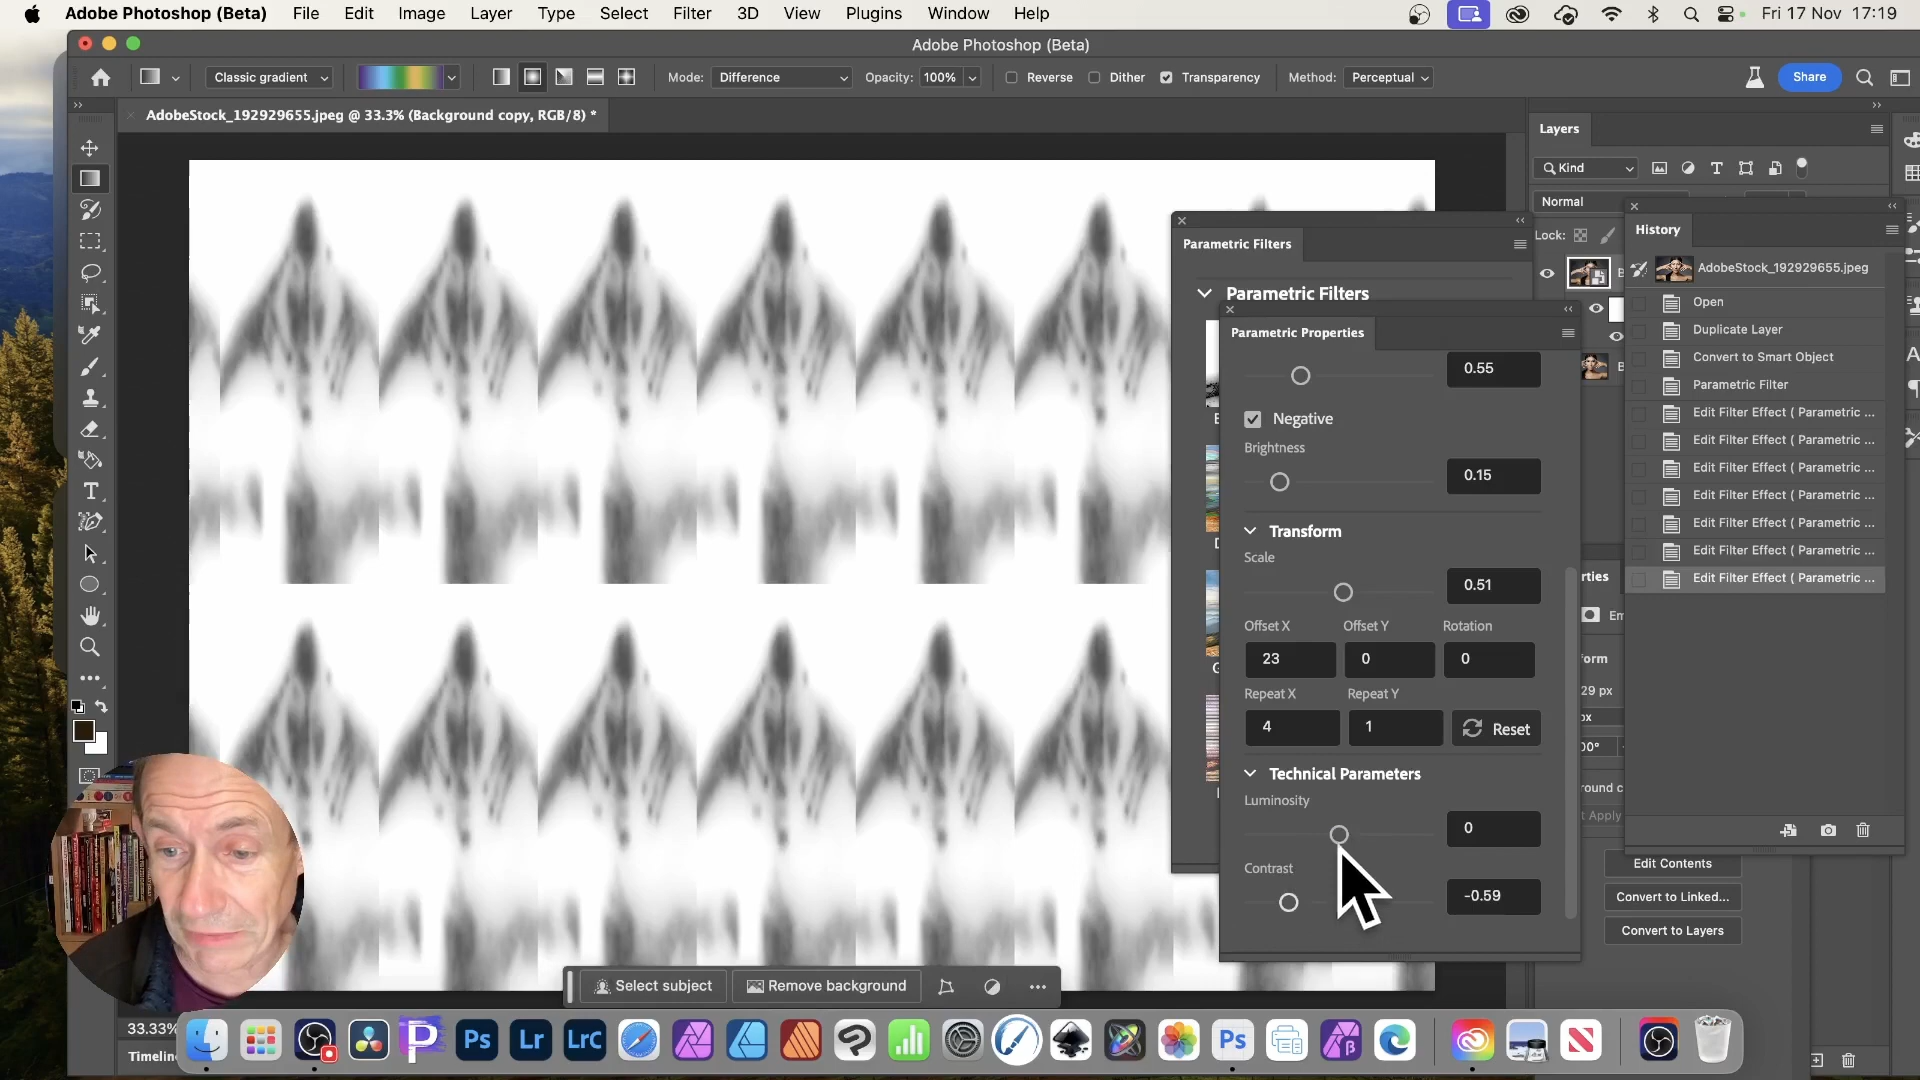 Adobe Photoshop (Beta) File Edit Image Layer Type Select Filter 3D View Plugins Window Help Fri 17 Nov 17:19
Adobe Photoshop (Beta)
Classic gradient Mode: Difference Opacity: 100% Reverse Dither Transparency Method: Perceptual Share
AdobeStock_192929655.jpeg @ 33.3% (Background copy, RGB/8) *
Layers
Kind
Normal
Lock:
Parametric Filters
Parametric Filters
Parametric Properties
0.55
Negative
Brightness
0.15
Transform
Scale
0.51
Offset X Offset Y Rotation
23 0 0
Repeat X Repeat Y
4 1 Reset
Technical Parameters
Luminosity
0
Contrast
-0.59
History
AdobeStock_192929655.jpeg
Open
Duplicate Layer
Convert to Smart Object
Parametric Filter
Edit Filter Effect ( Parametric ...
Edit Filter Effect ( Parametric ...
Edit Filter Effect ( Parametric ...
Edit Filter Effect ( Parametric ...
Edit Filter Effect ( Parametric ...
Edit Filter Effect ( Parametric ...
Edit Filter Effect ( Parametric ...
Edit Contents
Convert to Linked...
Convert to Layers
Select subject Remove background
33.33%
Ps Lr LrC Ps